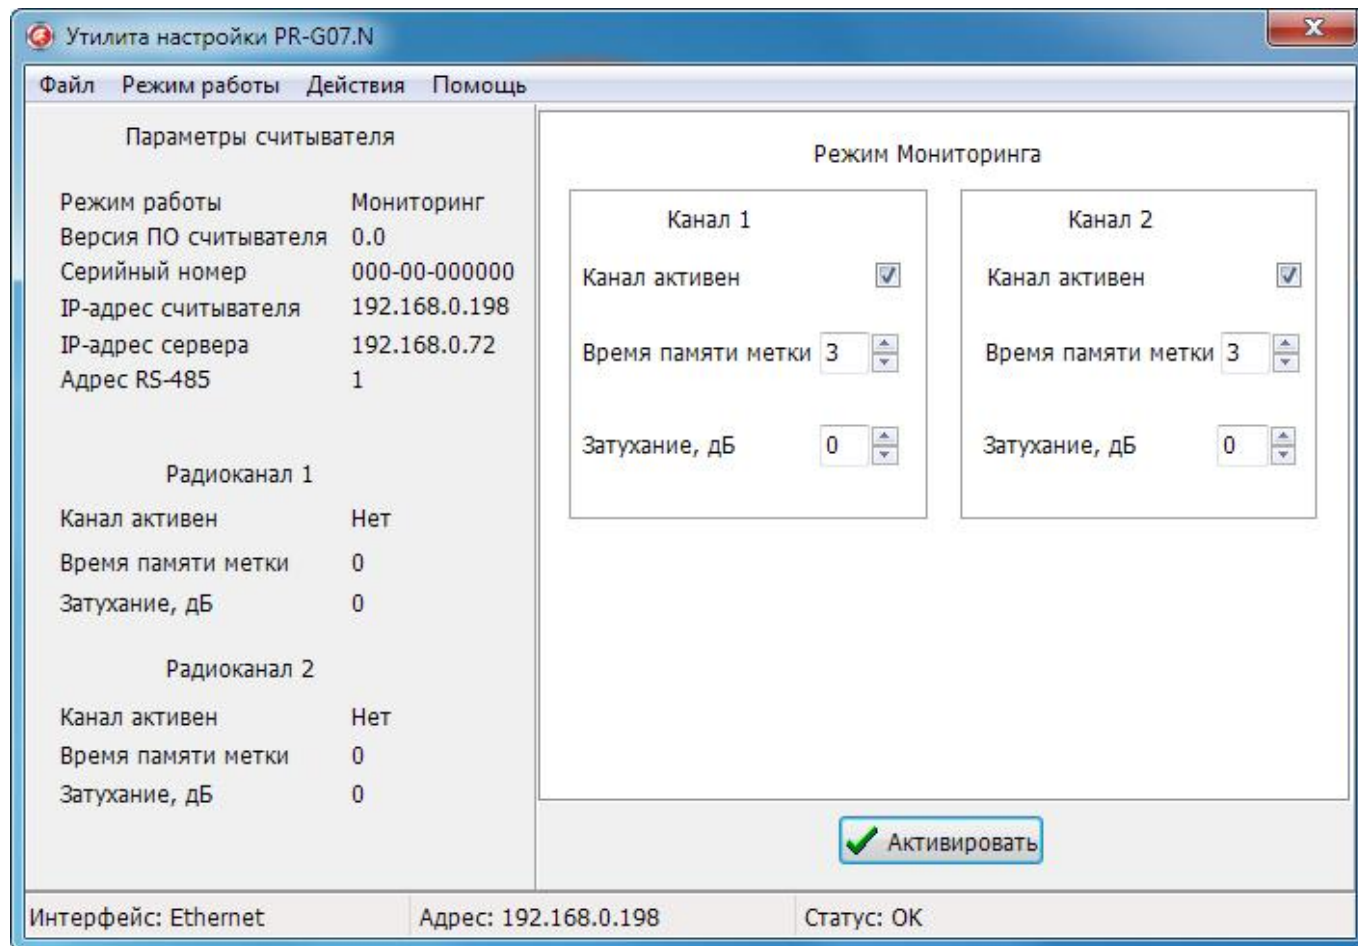 Утилита настройки PR-G07.N
Файл Режим работы Действия Помощь
Параметры считывателя
Режим работы Мониторинг
Версия ПО считывателя 0.0
Серийный номер 000-00-000000
IP-адрес считывателя 192.168.0.198
IP-адрес сервера 192.168.0.72
Адрес RS-485 1
Радиоканал 1
Канал активен Нет
Время памяти метки 0
Затухание, дБ 0
Радиоканал 2
Канал активен Нет
Время памяти метки 0
Затухание, дБ 0
Режим Мониторинга
Канал 1
Канал активен
Время памяти метки 3
Затухание, дБ 0
Канал 2
Канал активен
Время памяти метки 3
Затухание, дБ 0
Активировать
Интерфейс: Ethernet Адрес: 192.168.0.198 Статус: OK